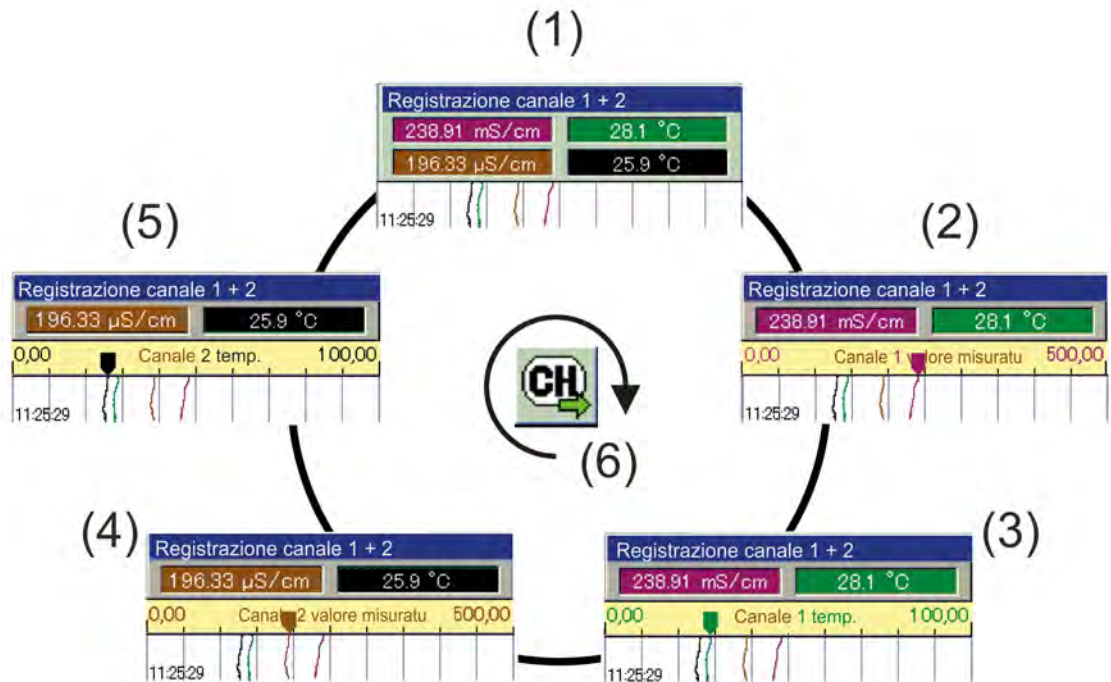 (1)
Registrazione canale 1 + 2
238.91 mS/cm 28.1 °C
196.33 µS/cm 25.9 °C
11:25:29
(2)
Registrazione canale 1 + 2
238.91 mS/cm 28.1 °C
0,00 Canale 1 valore misuratu 500,00
11:25:29
(3)
Registrazione canale 1 + 2
238.91 mS/cm 28.1 °C
0,00 Canale 1 temp. 100,00
11:25:29
(4)
Registrazione canale 1 + 2
196.33 µS/cm 25.9 °C
0,00 Canale 2 valore misuratu 500,00
11:25:29
(5)
Registrazione canale 1 + 2
196.33 µS/cm 25.9 °C
0,00 Canale 2 temp. 100,00
11:25:29
CH
(6)